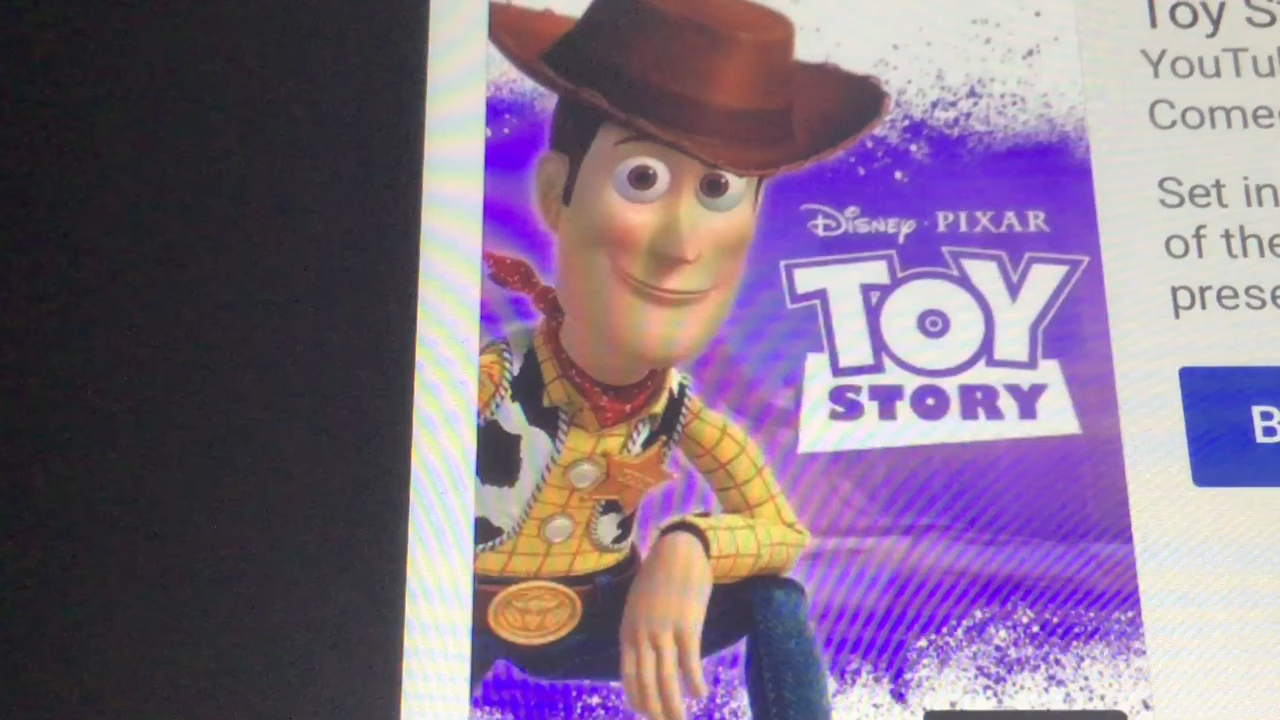 Toy S
YouTu
Come
Set in
of the
prese
B
Disney · PIXAR
TOY
STORY